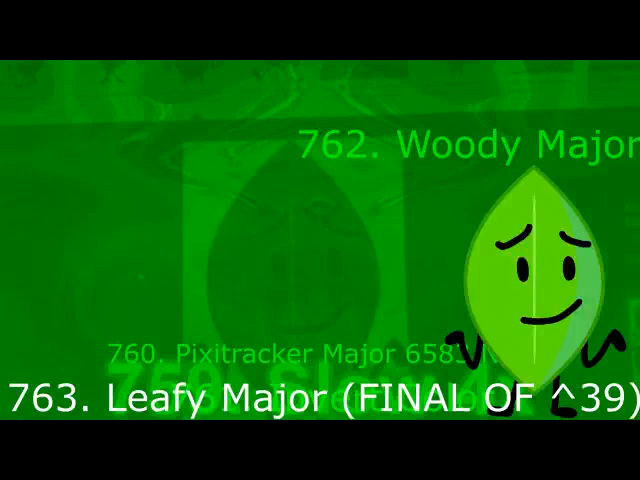 762. Woody Major
760. Pixitracker Major 6583
763. Leafy Major (FINAL OF ^39)